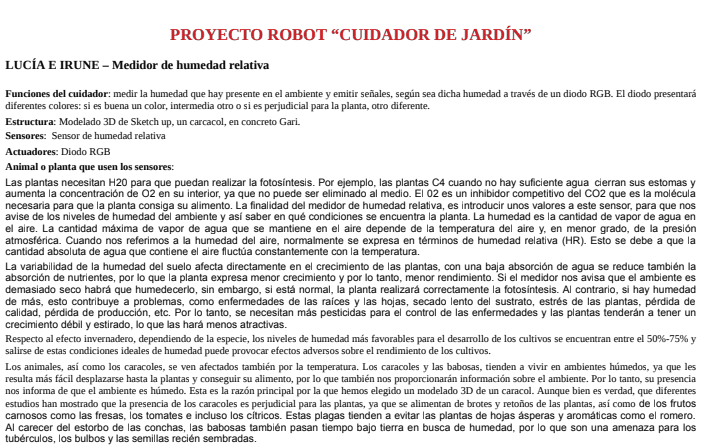 PROYECTO ROBOT “CUIDADOR DE JARDÍN”
LUCÍA E IRUNE – Medidor de humedad relativa
Funciones del cuidador: medir la humedad que hay presente en el ambiente y emitir señales, según sea dicha humedad a través de un diodo RGB. El diodo presentará
diferentes colores: si es buena un color, intermedia otro o si es perjudicial para la planta, otro diferente.
Estructura: Modelado 3D de Sketch up, un carcacol, en concreto Gari.
Sensores: Sensor de humedad relativa
Actuadores: Diodo RGB
Animal o planta que usen los sensores:
Las plantas necesitan H20 para que puedan realizar la fotosíntesis. Por ejemplo, las plantas C4 cuando no hay suficiente agua cierran sus estomas y
aumenta la concentración de O2 en su interior, ya que no puede ser eliminado al medio. El 02 es un inhibidor competitivo del CO2 que es la molécula
necesaria para que la planta consiga su alimento. La finalidad del medidor de humedad relativa, es introducir unos valores a este sensor, para que nos
avise de los niveles de humedad del ambiente y así saber en qué condiciones se encuentra la planta. La humedad es la cantidad de vapor de agua en
el aire. La cantidad máxima de vapor de agua que se mantiene en el aire depende de la temperatura del aire y, en menor grado, de la presión
atmosférica. Cuando nos referimos a la humedad del aire, normalmente se expresa en términos de humedad relativa (HR). Esto se debe a que la
cantidad absoluta de agua que contiene el aire fluctúa constantemente con la temperatura.
La variabilidad de la humedad del suelo afecta directamente en el crecimiento de las plantas, con una baja absorción de agua se reduce también la
absorción de nutrientes, por lo que la planta expresa menor crecimiento y por lo tanto, menor rendimiento. Si el medidor nos avisa que el ambiente es
demasiado seco habrá que humedecerlo, sin embargo, si está normal, la planta realizará correctamente la fotosíntesis. Al contrario, si hay humedad
de más, esto contribuye a problemas, como enfermedades de las raíces y las hojas, secado lento del sustrato, estrés de las plantas, pérdida de
calidad, pérdida de producción, etc. Por lo tanto, se necesitan más pesticidas para el control de las enfermedades y las plantas tenderán a tener un
crecimiento débil y estirado, lo que las hará menos atractivas.
Respecto al efecto invernadero, dependiendo de la especie, los niveles de humedad más favorables para el desarrollo de los cultivos se encuentran entre el 50%-75% y
salirse de estas condiciones ideales de humedad puede provocar efectos adversos sobre el rendimiento de los cultivos.
Los animales, así como los caracoles, se ven afectados también por la temperatura. Los caracoles y las babosas, tienden a vivir en ambientes húmedos, ya que les
resulta más fácil desplazarse hasta la plantas y conseguir su alimento, por lo que también nos proporcionarán información sobre el ambiente. Por lo tanto, su presencia
nos informa de que el ambiente es húmedo. Esta es la razón principal por la que hemos elegido un modelado 3D de un caracol. Aunque bien es verdad, que diferentes
estudios han mostrado que la presencia de los caracoles es perjudicial para las plantas, ya que se alimentan de brotes y retoños de las plantas, así como de los frutos
carnosos como las fresas, los tomates e incluso los cítricos. Estas plagas tienden a evitar las plantas de hojas ásperas y aromáticas como el romero.
Al carecer del estorbo de las conchas, las babosas también pasan tiempo bajo tierra en busca de humedad, por lo que son una amenaza para los
tubérculos, los bulbos y las semillas recién sembradas.